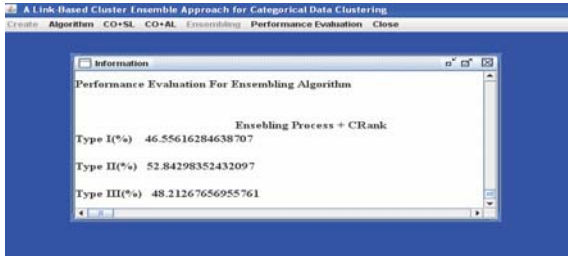 A Link-Based Cluster Ensemble Approach for Categorical Data Clustering
Create Algorithm CO+SL CO+AL Ensembling Performance Evaluation Close
Information
Performance Evaluation For Ensembling Algorithm
Ensebling Process + CRank
Type I(%) 46.55616284638707
Type II(%) 52.84298352432097
Type III(%) 48.21267656955761